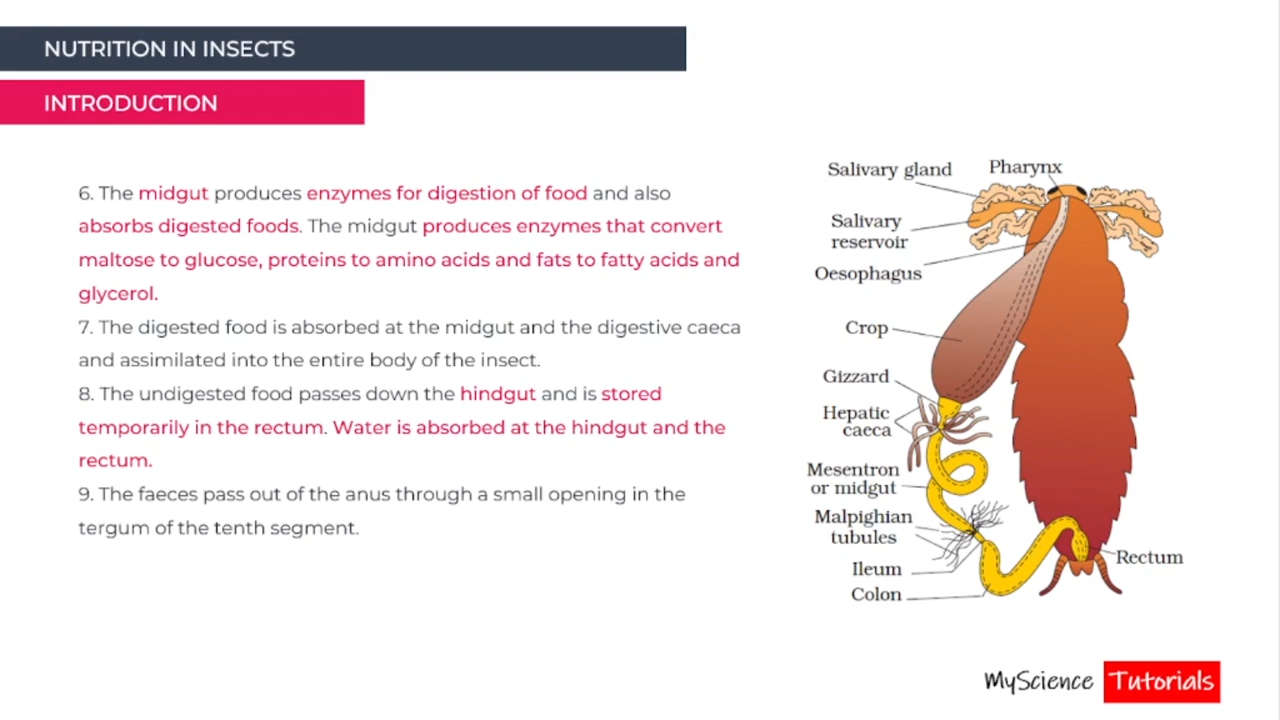 NUTRITION IN INSECTS
INTRODUCTION
6. The midgut produces enzymes for digestion of food and also
absorbs digested foods. The midgut produces enzymes that convert
maltose to glucose, proteins to amino acids and fats to fatty acids and
glycerol.
7. The digested food is absorbed at the midgut and the digestive caeca
and assimilated into the entire body of the insect.
8. The undigested food passes down the hindgut and is stored
temporarily in the rectum. Water is absorbed at the hindgut and the
rectum.
9. The faeces pass out of the anus through a small opening in the
tergum of the tenth segment.
Salivary gland
Pharynx
Salivary
reservoir
Oesophagus
Crop
Gizzard
Hepatic
caeca
Mesentron
or midgut
Malpighian
tubules
Ileum
Colon
Rectum
MyScience Tutorials